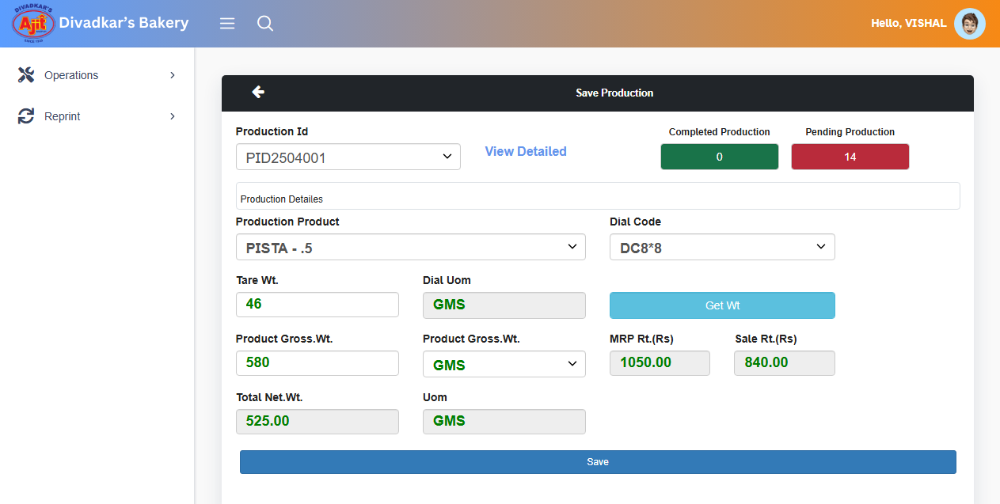 DIVADKAR'S
Ajit
SINCE 1940
Divadkar's Bakery
Hello, VISHAL
Operations
Reprint
Save Production
Production Id
Completed Production
Pending Production
PID2504001
View Detailed
0
14
Production Detailes
Production Product
Dial Code
PISTA - .5
DC8*8
Tare Wt.
Dial Uom
46
GMS
Get Wt
Product Gross.Wt.
Product Gross.Wt.
MRP Rt.(Rs)
Sale Rt.(Rs)
580
GMS
1050.00
840.00
Total Net.Wt.
Uom
525.00
GMS
Save